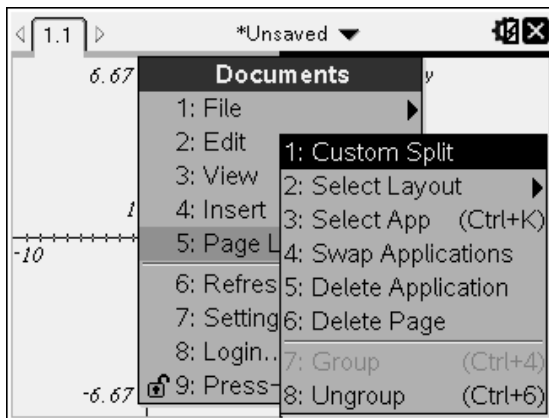 1.1 *Unsaved
6.67 Documents y
1: File
2: Edit
1: Custom Split
3: View
2: Select Layout
1 4: Insert
3: Select App (Ctrl+K)
-10 5: Page L
4: Swap Applications
6: Refres
5: Delete Application
7: Setting
6: Delete Page
8: Login..
7: Group (Ctrl+4)
-6.67 9: Press-
8: Ungroup (Ctrl+6)